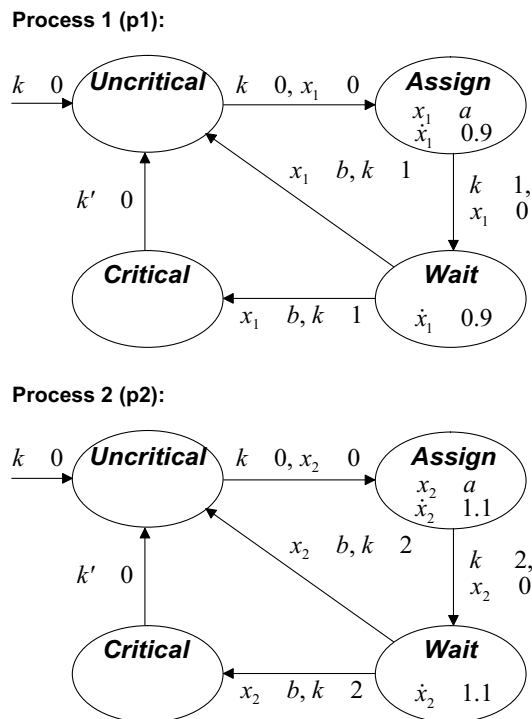 Process 1 (p1):
k 0
Uncritical
k 0, x₁ 0
Assign
x₁ a
ẋ₁ 0.9
x₁ b, k 1
k 1,
x₁ 0
k′ 0
Critical
x₁ b, k 1
Wait
ẋ₁ 0.9
Process 2 (p2):
k 0
Uncritical
k 0, x₂ 0
Assign
x₂ a
ẋ₂ 1.1
x₂ b, k 2
k 2,
x₂ 0
k′ 0
Critical
x₂ b, k 2
Wait
ẋ₂ 1.1